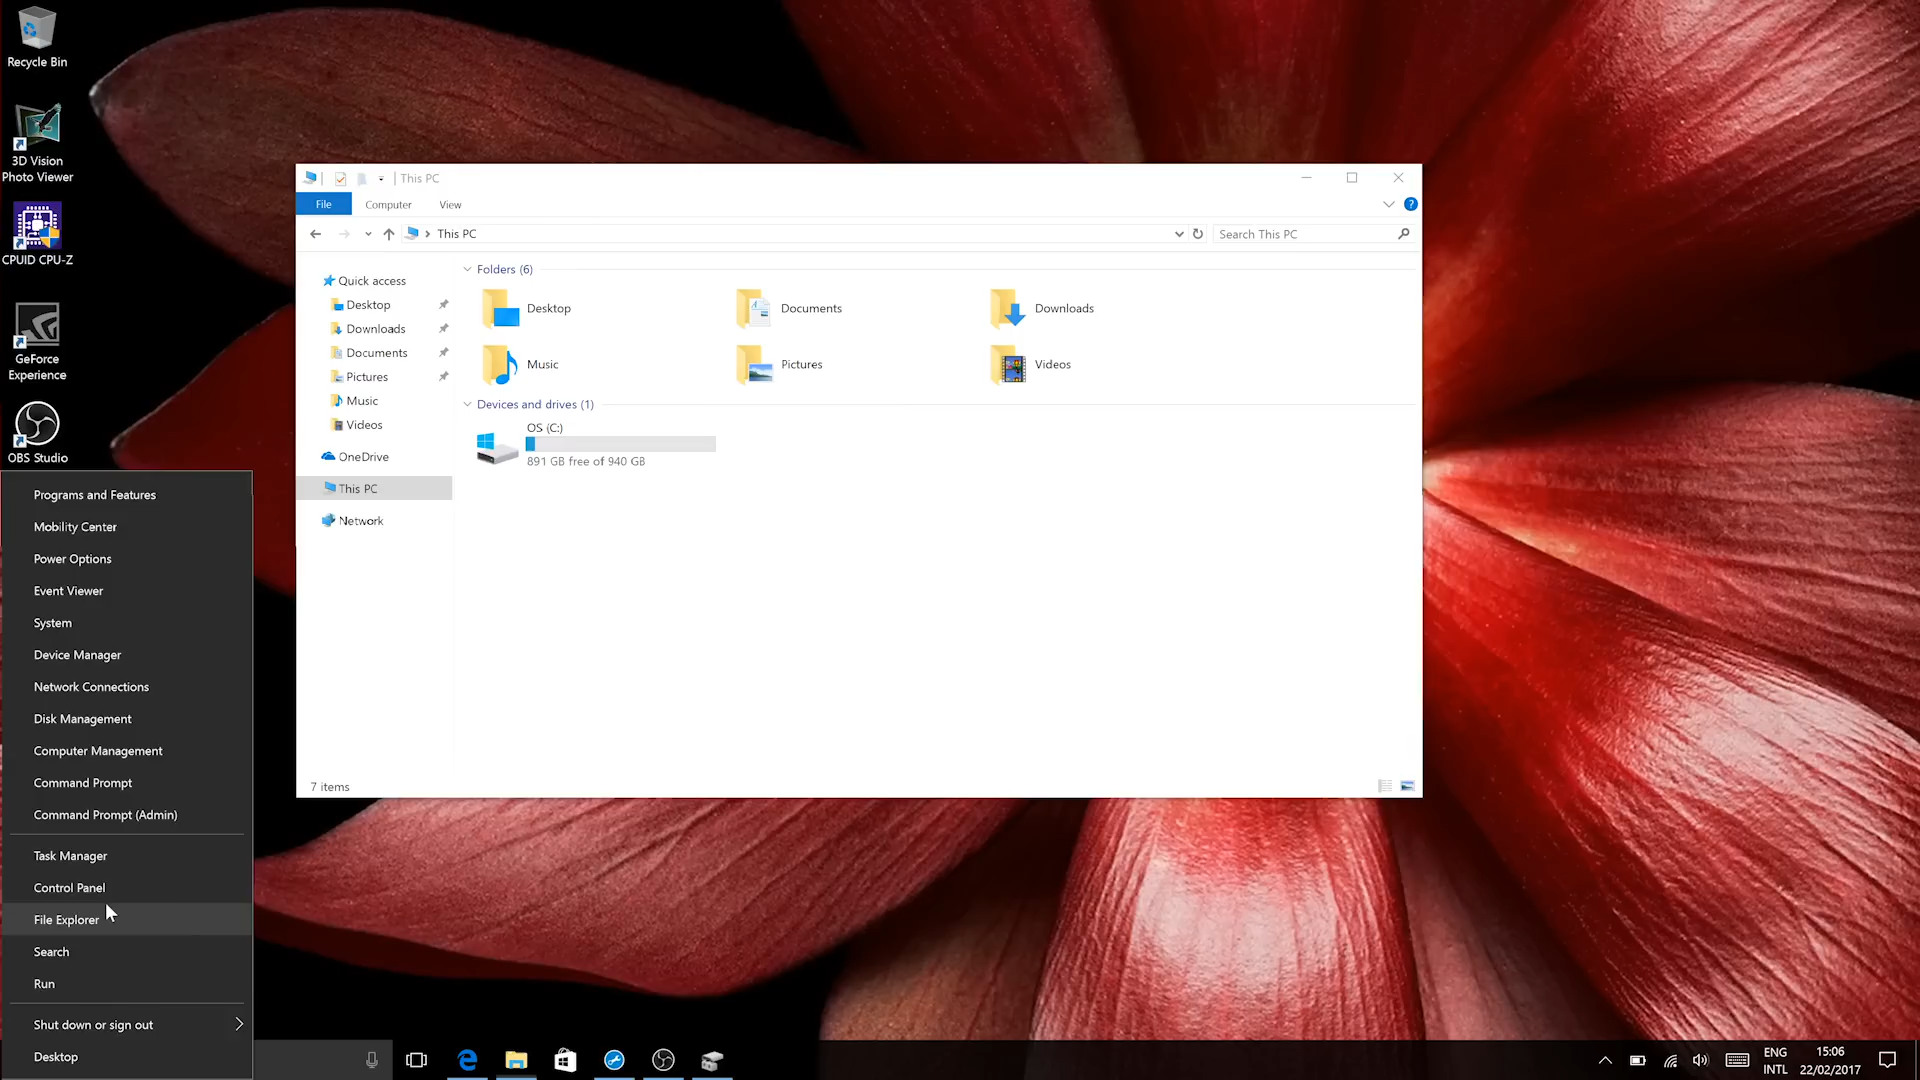 Recycle Bin
3D Vision
Photo Viewer
CPUID CPU-Z
GeForce
Experience
OBS Studio
This PC
File
Computer
View
?
This PC
Search This PC
Quick access
Desktop
Downloads
Documents
Pictures
Music
Videos
OneDrive
This PC
Network
Folders (6)
Desktop
Documents
Downloads
Music
Pictures
Videos
Devices and drives (1)
OS (C:)
891 GB free of 940 GB
7 items
Programs and Features
Mobility Center
Power Options
Event Viewer
System
Device Manager
Network Connections
Disk Management
Computer Management
Command Prompt
Command Prompt (Admin)
Task Manager
Control Panel
File Explorer
Search
Run
Shut down or sign out
Desktop
ENG
INTL
15:06
22/02/2017